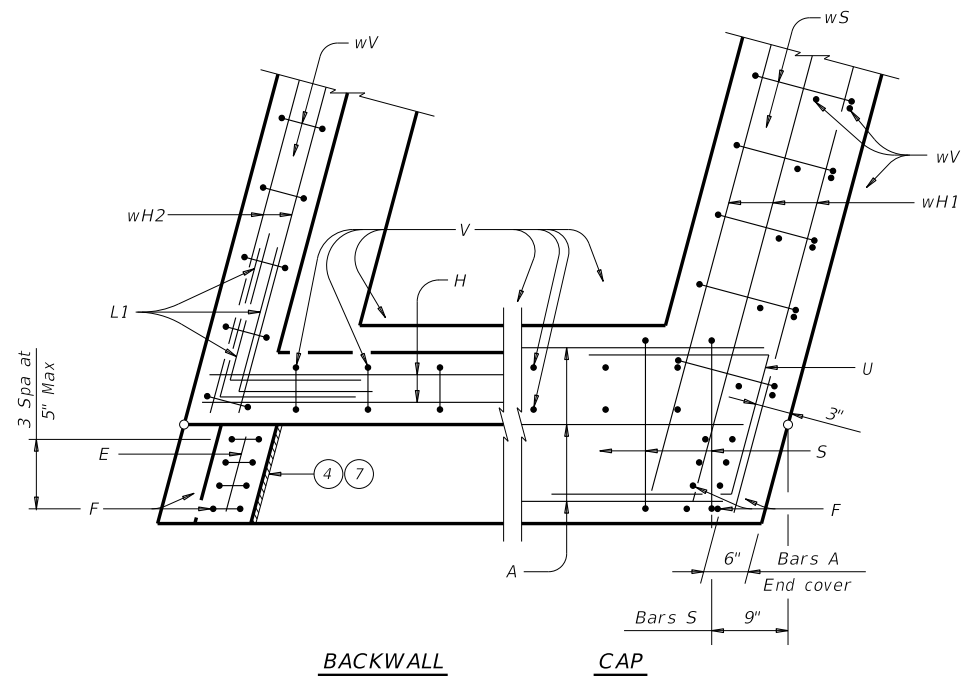 wS
wV
wV
wH2
wH1
V
H
L1
3 Spa at
5" Max
U
3"
E
4 7
S
F
F
A
6" Bars A
End cover
Bars S 9"
BACKWALL CAP